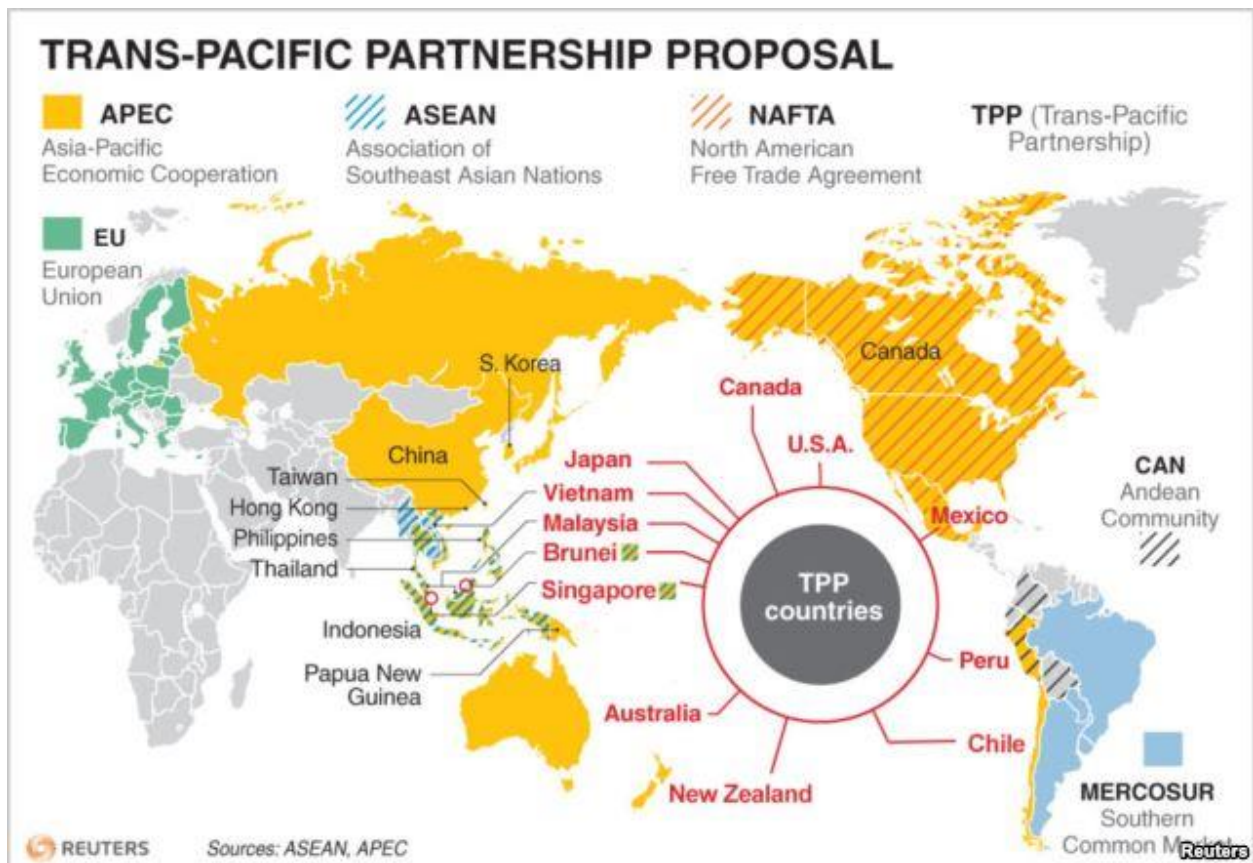 TRANS-PACIFIC PARTNERSHIP PROPOSAL
APEC
Asia-Pacific
Economic Cooperation
ASEAN
Association of
Southeast Asian Nations
NAFTA
North American
Free Trade Agreement
TPP (Trans-Pacific
Partnership)
EU
European
Union
S. Korea
China
Taiwan
Hong Kong
Philippines
Thailand
Indonesia
Papua New
Guinea
Canada
Canada
U.S.A.
Japan
Vietnam
Malaysia
Brunei
Singapore
Mexico
TPP
countries
Peru
Australia
Chile
New Zealand
CAN
Andean
Community
MERCOSUR
Southern
Common Market
REUTERS
Sources: ASEAN, APEC
Reuters